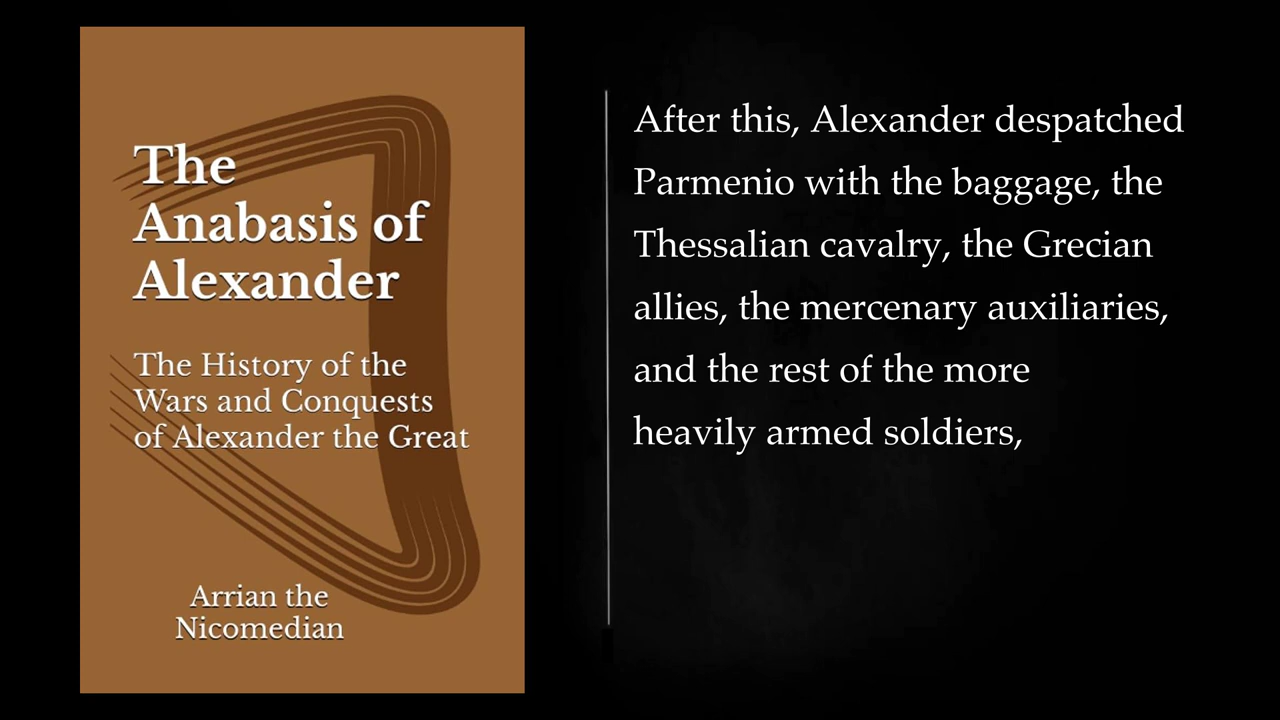 The
Anabasis of
Alexander
The History of the
Wars and Conquests
of Alexander the Great
Arrian the
Nicomedian
After this, Alexander despatched
Parmenio with the baggage, the
Thessalian cavalry, the Grecian
allies, the mercenary auxiliaries,
and the rest of the more
heavily armed soldiers,